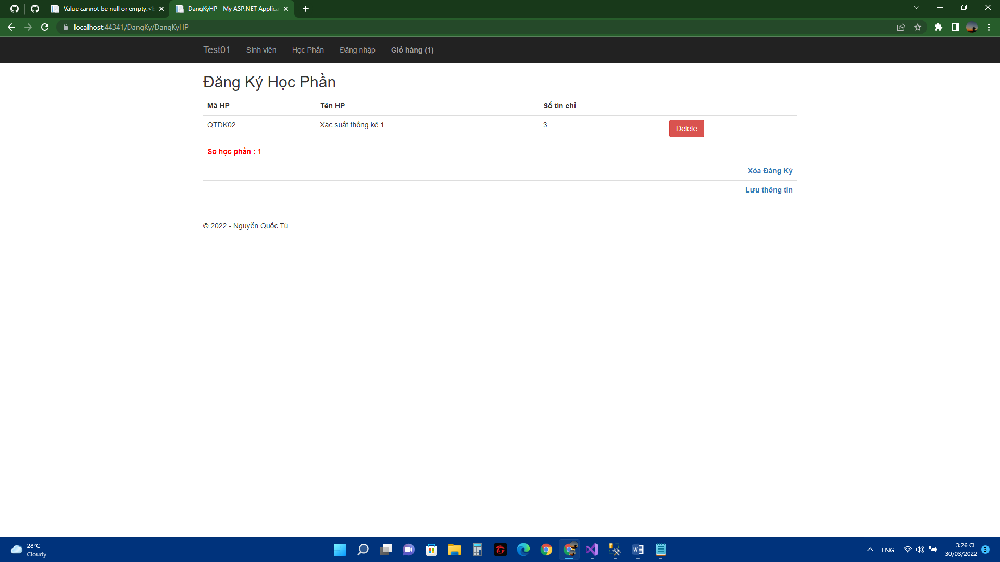 Value cannot be null or empty.<b
DangKyHP - My ASP.NET Applica
localhost:44341/DangKy/DangKyHP
Test01 Sinh viên Học Phần Đăng nhập Giỏ hàng (1)
Đăng Ký Học Phần
Mã HP Tên HP Số tín chỉ
QTDK02 Xác suất thống kê 1 3 Delete
So học phần : 1
Xóa Đăng Ký
Lưu thông tin
© 2022 - Nguyễn Quốc Tú
28°C
Cloudy
ENG
3:26 CH
30/03/2022
3